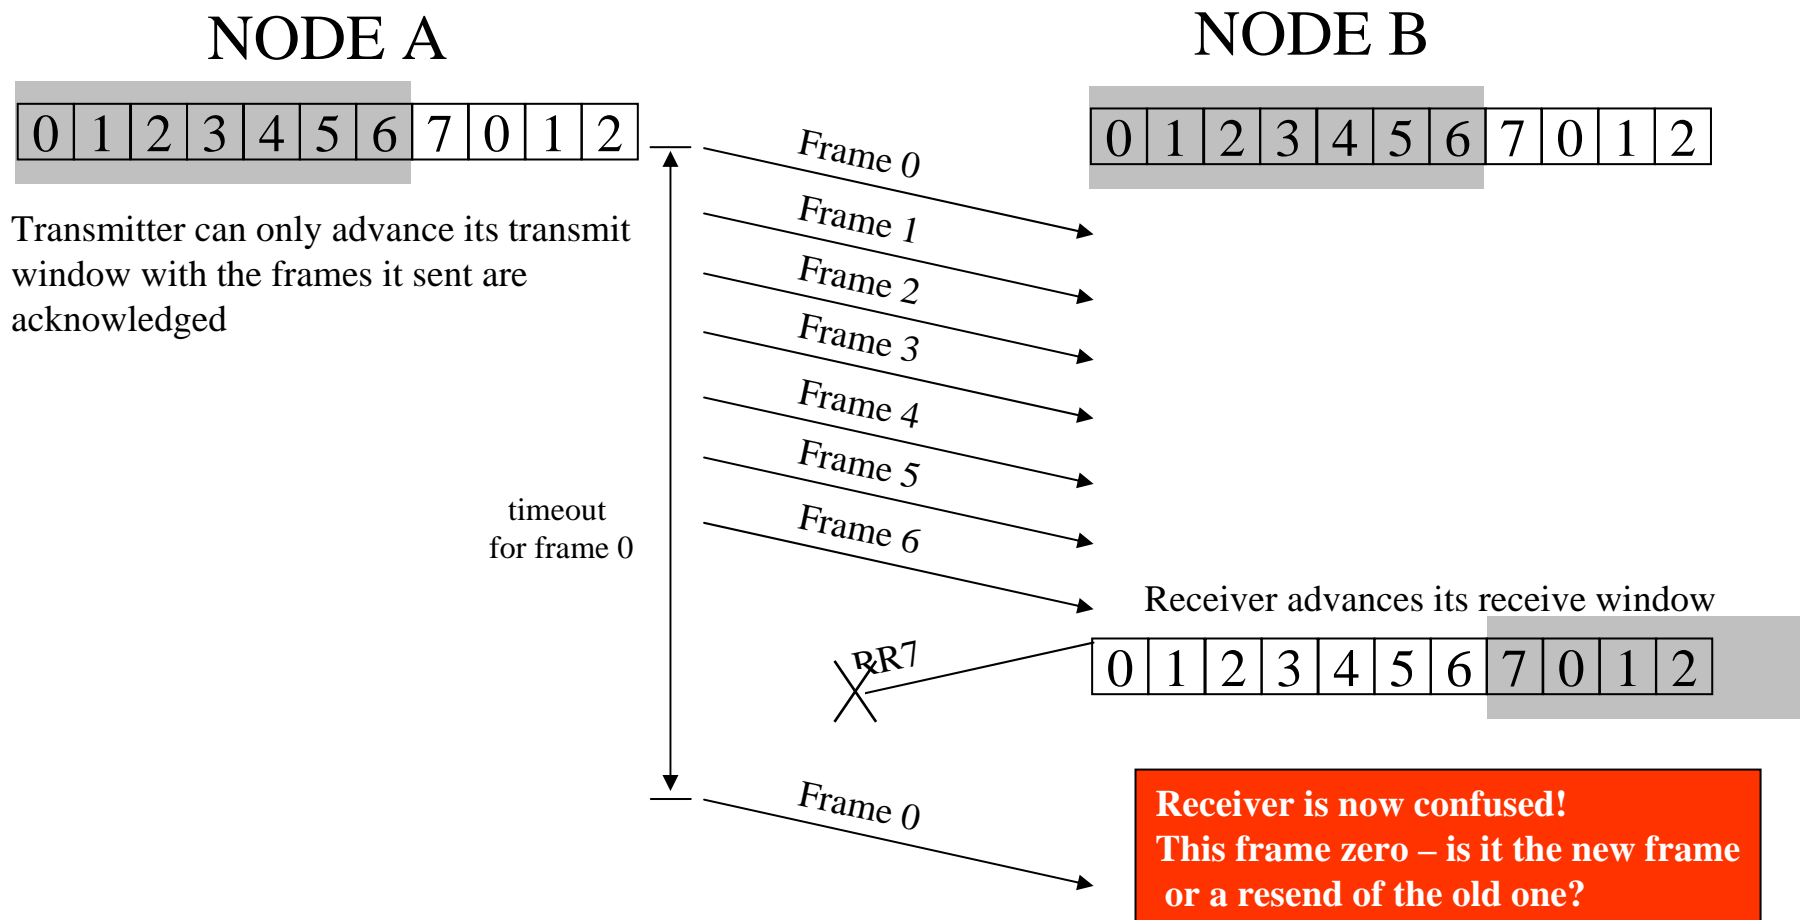 NODE A
NODE B
0 1 2 3 4 5 6 7 0 1 2
0 1 2 3 4 5 6 7 0 1 2
Transmitter can only advance its transmit
window with the frames it sent are
acknowledged
Frame 0
Frame 1
Frame 2
Frame 3
Frame 4
Frame 5
Frame 6
timeout
for frame 0
Receiver advances its receive window
RR7
0 1 2 3 4 5 6 7 0 1 2
Frame 0
Receiver is now confused!
This frame zero – is it the new frame
or a resend of the old one?